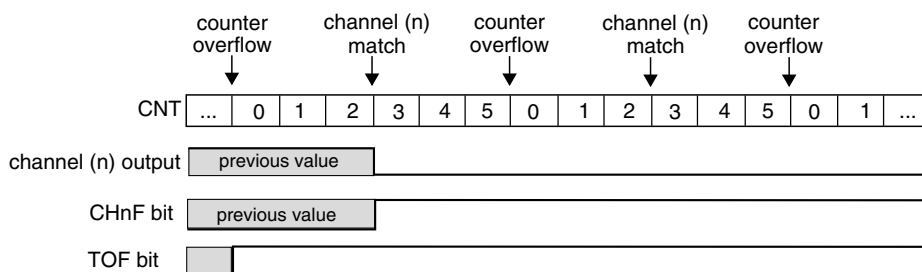 counter
overflow
channel (n)
match
counter
overflow
channel (n)
match
counter
overflow
CNT ... 0 1 2 3 4 5 0 1 2 3 4 5 0 1 ...
channel (n) output previous value
CHnF bit previous value
TOF bit